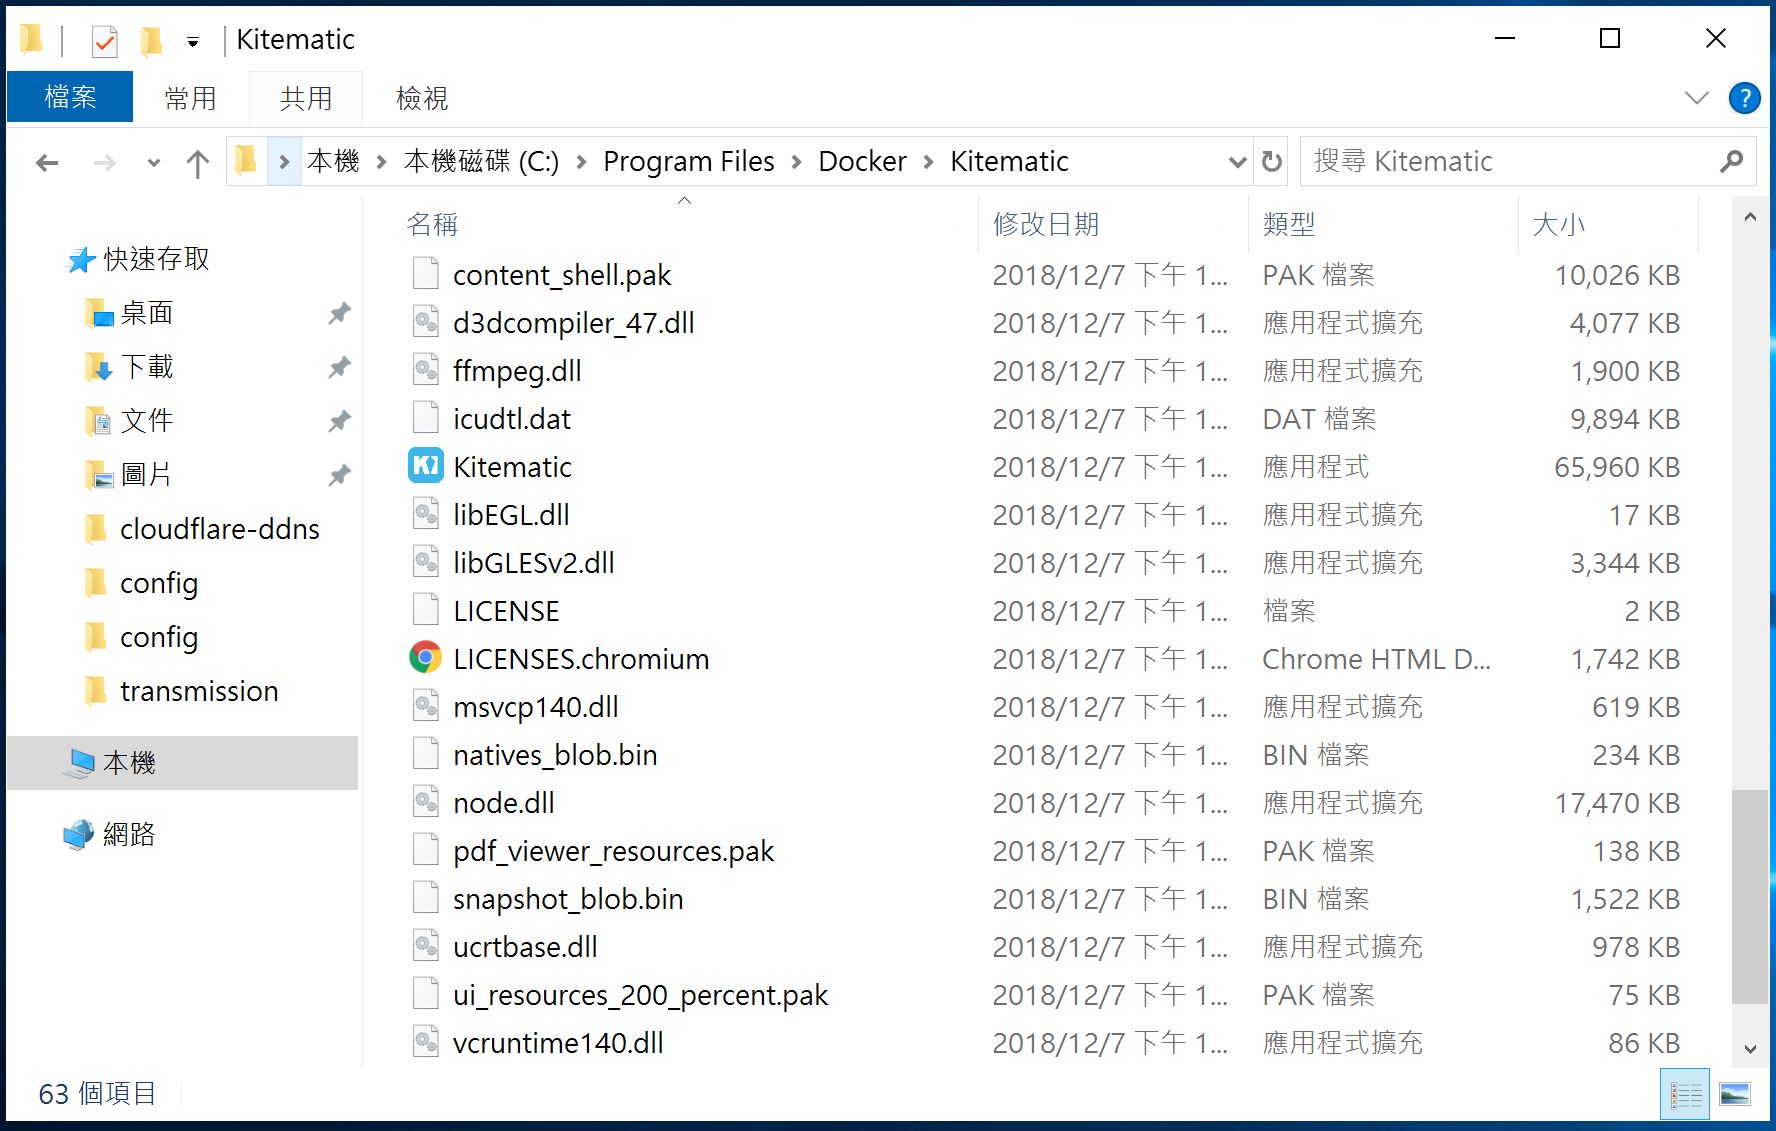 Kitematic
檔案 常用 共用 檢視
本機 本機磁碟 (C:) Program Files Docker Kitematic 搜尋 Kitematic
快速存取
桌面
下載
文件
圖片
cloudflare-ddns
config
config
transmission
本機
網路
名稱 修改日期 類型 大小
content_shell.pak 2018/12/7 下午 1... PAK 檔案 10,026 KB
d3dcompiler_47.dll 2018/12/7 下午 1... 應用程式擴充 4,077 KB
ffmpeg.dll 2018/12/7 下午 1... 應用程式擴充 1,900 KB
icudtl.dat 2018/12/7 下午 1... DAT 檔案 9,894 KB
Kitematic 2018/12/7 下午 1... 應用程式 65,960 KB
libEGL.dll 2018/12/7 下午 1... 應用程式擴充 17 KB
libGLESv2.dll 2018/12/7 下午 1... 應用程式擴充 3,344 KB
LICENSE 2018/12/7 下午 1... 檔案 2 KB
LICENSES.chromium 2018/12/7 下午 1... Chrome HTML D... 1,742 KB
msvcp140.dll 2018/12/7 下午 1... 應用程式擴充 619 KB
natives_blob.bin 2018/12/7 下午 1... BIN 檔案 234 KB
node.dll 2018/12/7 下午 1... 應用程式擴充 17,470 KB
pdf_viewer_resources.pak 2018/12/7 下午 1... PAK 檔案 138 KB
snapshot_blob.bin 2018/12/7 下午 1... BIN 檔案 1,522 KB
ucrtbase.dll 2018/12/7 下午 1... 應用程式擴充 978 KB
ui_resources_200_percent.pak 2018/12/7 下午 1... PAK 檔案 75 KB
vcruntime140.dll 2018/12/7 下午 1... 應用程式擴充 86 KB
63 個項目